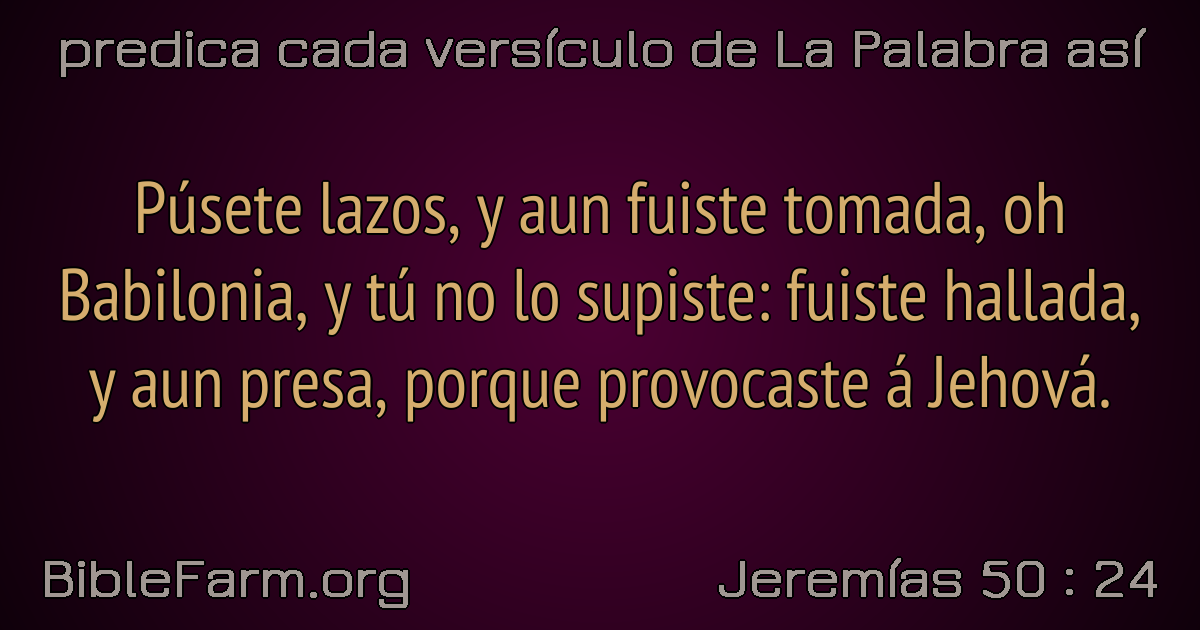 predica cada versículo de La Palabra así
Púsete lazos, y aun fuiste tomada, oh
Babilonia, y tú no lo supiste: fuiste hallada,
y aun presa, porque provocaste á Jehová.
BibleFarm.org
Jeremías 50 : 24